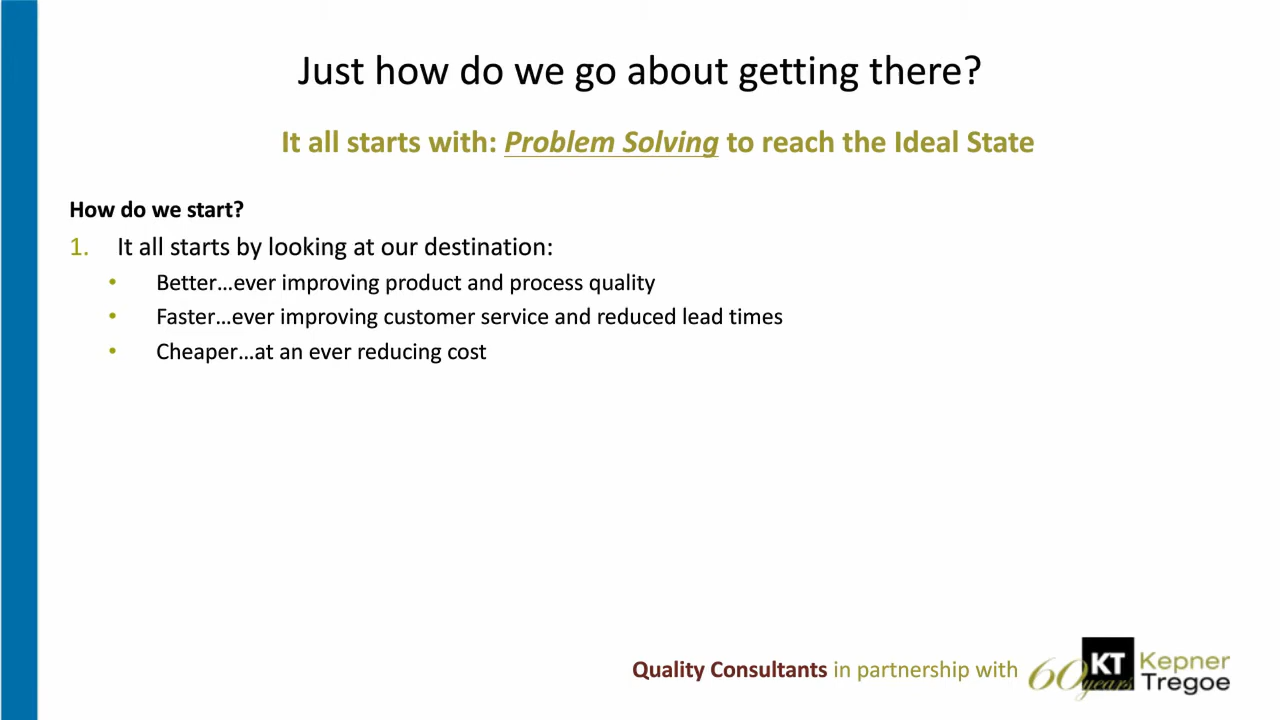 Just how do we go about getting there?
It all starts with: Problem Solving to reach the Ideal State
How do we start?
1. It all starts by looking at our destination:
• Better...ever improving product and process quality
• Faster...ever improving customer service and reduced lead times
• Cheaper...at an ever reducing cost
Quality Consultants in partnership with
60 years
KT
Kepner
Tregoe